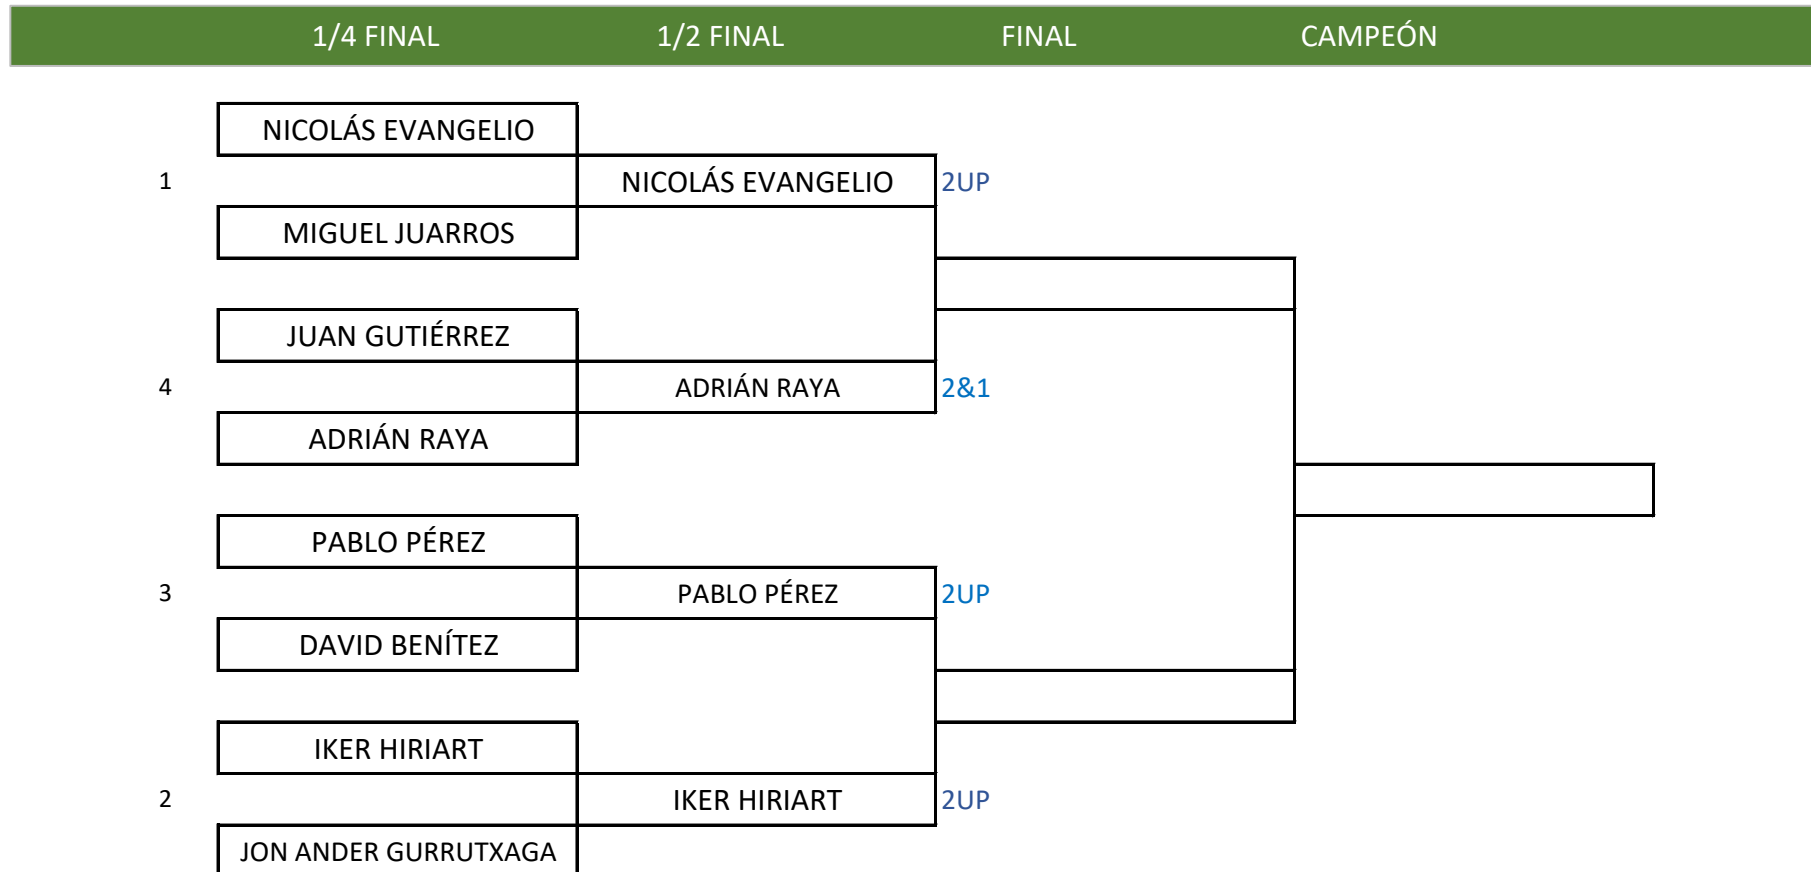 1/4 FINAL 1/2 FINAL FINAL CAMPEÓN
NICOLÁS EVANGELIO
1 NICOLÁS EVANGELIO 2UP
MIGUEL JUARROS
JUAN GUTIÉRREZ
4 ADRIÁN RAYA 2&1
ADRIÁN RAYA
PABLO PÉREZ
3 PABLO PÉREZ 2UP
DAVID BENÍTEZ
IKER HIRIART
2 IKER HIRIART 2UP
JON ANDER GURRUTXAGA